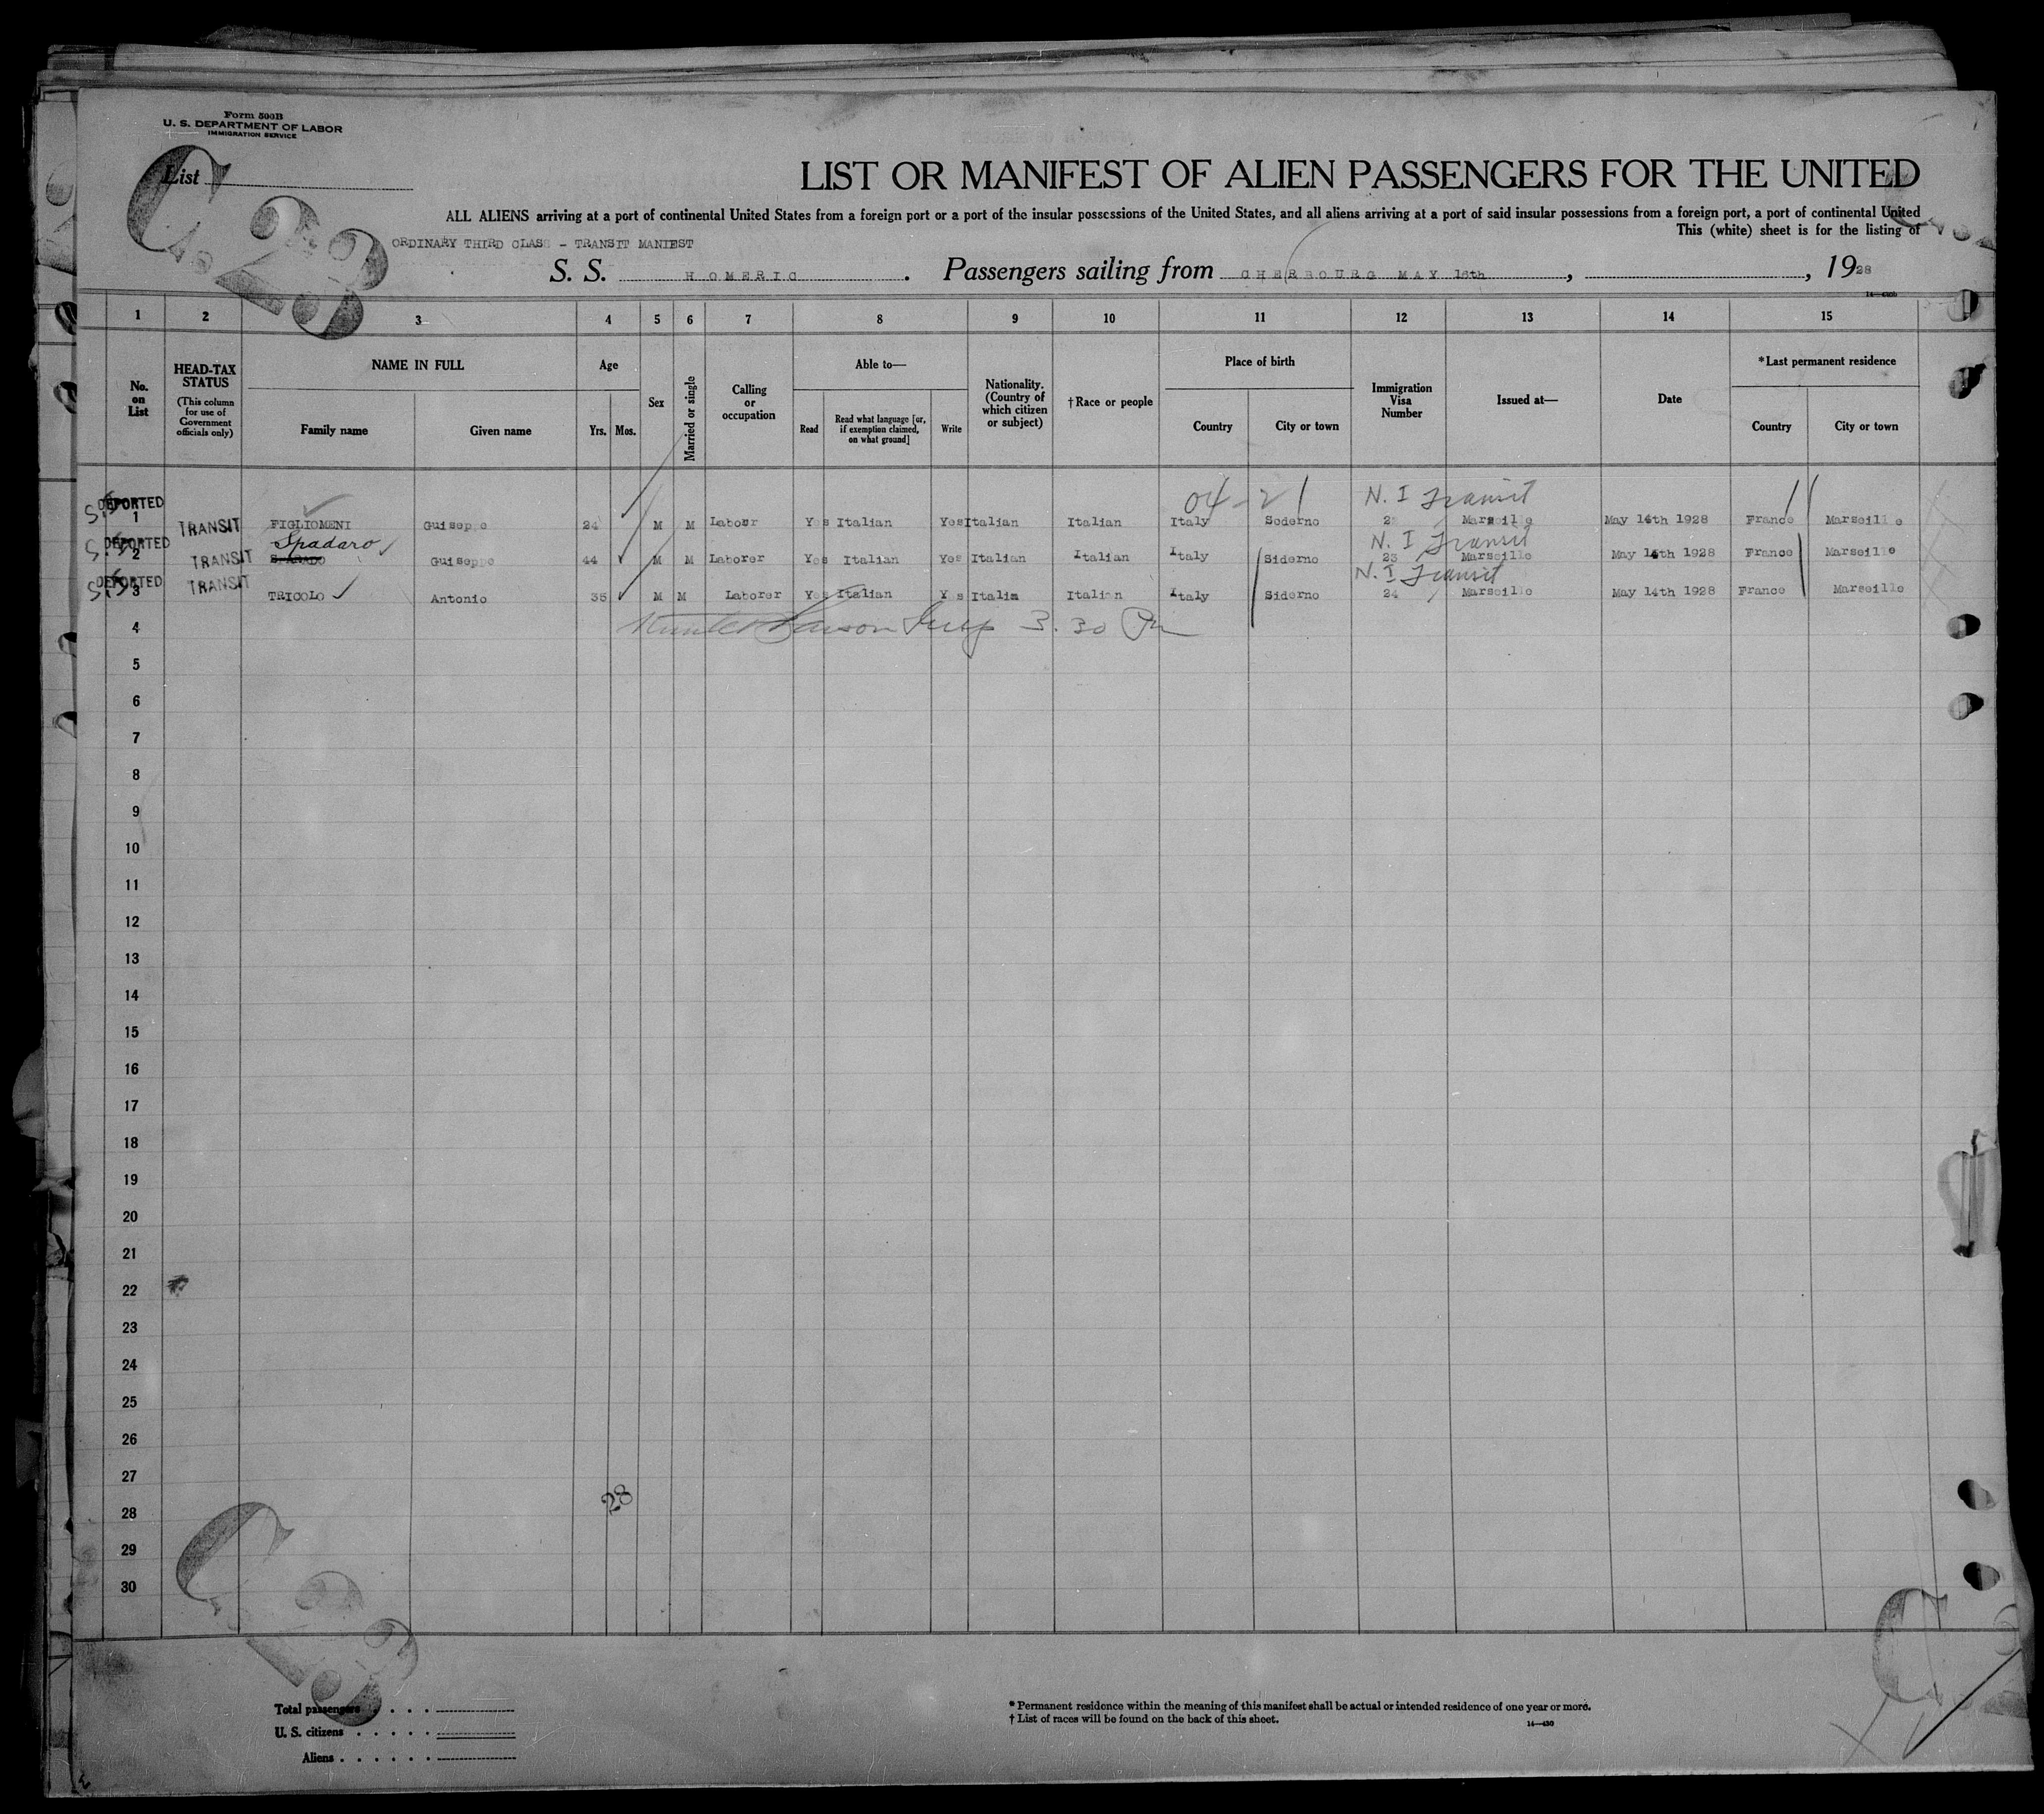 Form 500B
U. S. DEPARTMENT OF LABOR
IMMIGRATION SERVICE
List
C 23
LIST OR MANIFEST OF ALIEN PASSENGERS FOR THE UNITED
ALL ALIENS arriving at a port of continental United States from a foreign port or a port of the insular possessions of the United States, and all aliens arriving at a port of said insular possessions from a foreign port, a port of continental United
This (white) sheet is for the listing of
ORDINARY THIRD CLASS - TRANSIT MANIEST
S. S. HOMERIC. Passengers sailing from CHERBOURG MAY 16th, , 1928
1 2 3 4 5 6 7 8 9 10 11 12 13 14 15
No. on List
HEAD-TAX STATUS
(This column for use of Government officials only)
NAME IN FULL
Family name Given name
Age
Yrs. Mos.
Sex
Married or single
Calling or occupation
Able to—
Read
Read what language [or, if exemption claimed, on what ground]
Write
Nationality. (Country of which citizen or subject)
†Race or people
Place of birth
Country City or town
Immigration Visa Number
Issued at—
Date
*Last permanent residence
Country City or town
04-21 N. I Transit
DEPORTED
1 TRANSIT FIGLIOMENI Guiseppe 24 M M Labour Yes Italian Yes Italian Italian Italy Soderno Marseille May 14th 1928 France Marseille
Spadaro N. I Transit
DEPORTED
2 TRANSIT Guiseppe 44 M M Laborer Yes Italian Yes Italian Italian Italy Siderno 23 Marseille May 14th 1928 France Marseille
N. I Transit
DEPORTED
3 TRANSIT TRICOLO Antonio 35 M M Laborer Yes Italian Y s Italin Italian Italy Siderno 24 Marseille May 14th 1928 France Marseille
4 3.30 Pm
5
6
7
8
9
10
11
12
13
14
15
16
17
18
19
20
21
22
23
24
25
26
27
28
28
29
30
C 23
C
Total passengers
U. S. citizens
Aliens
* Permanent residence within the meaning of this manifest shall be actual or intended residence of one year or more.
† List of races will be found on the back of this sheet.
14—430